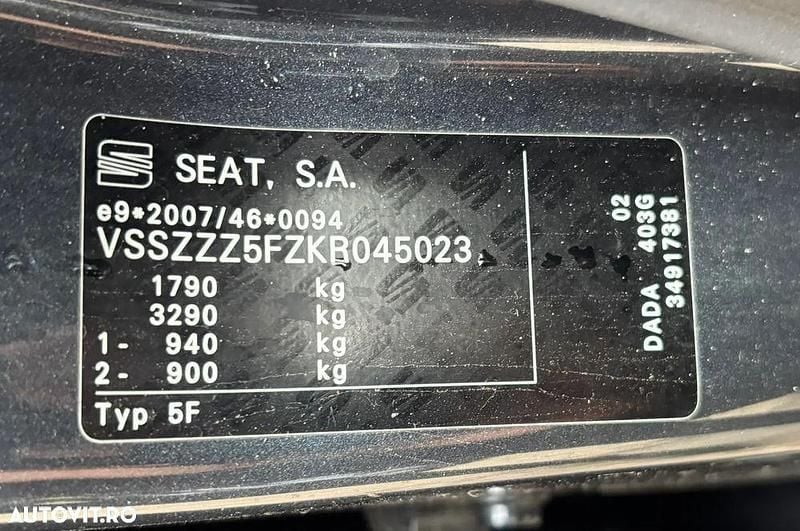 SEAT, S.A.
e9*2007/46*0094
VSSZZZ5FZKR045023
1790 kg
3290 kg
1- 940 kg
2- 900 kg
Typ 5F
02
DADA 403G
34917381
AUTOVIT.RO